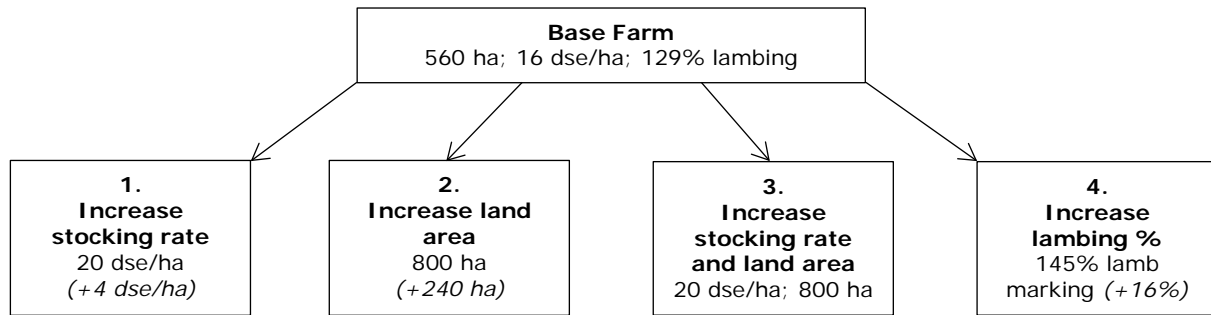 Base Farm
560 ha; 16 dse/ha; 129% lambing
1.
Increase
stocking rate
20 dse/ha
(+4 dse/ha)
2.
Increase land
area
800 ha
(+240 ha)
3.
Increase
stocking rate
and land area
20 dse/ha; 800 ha
4.
Increase
lambing %
145% lamb
marking (+16%)